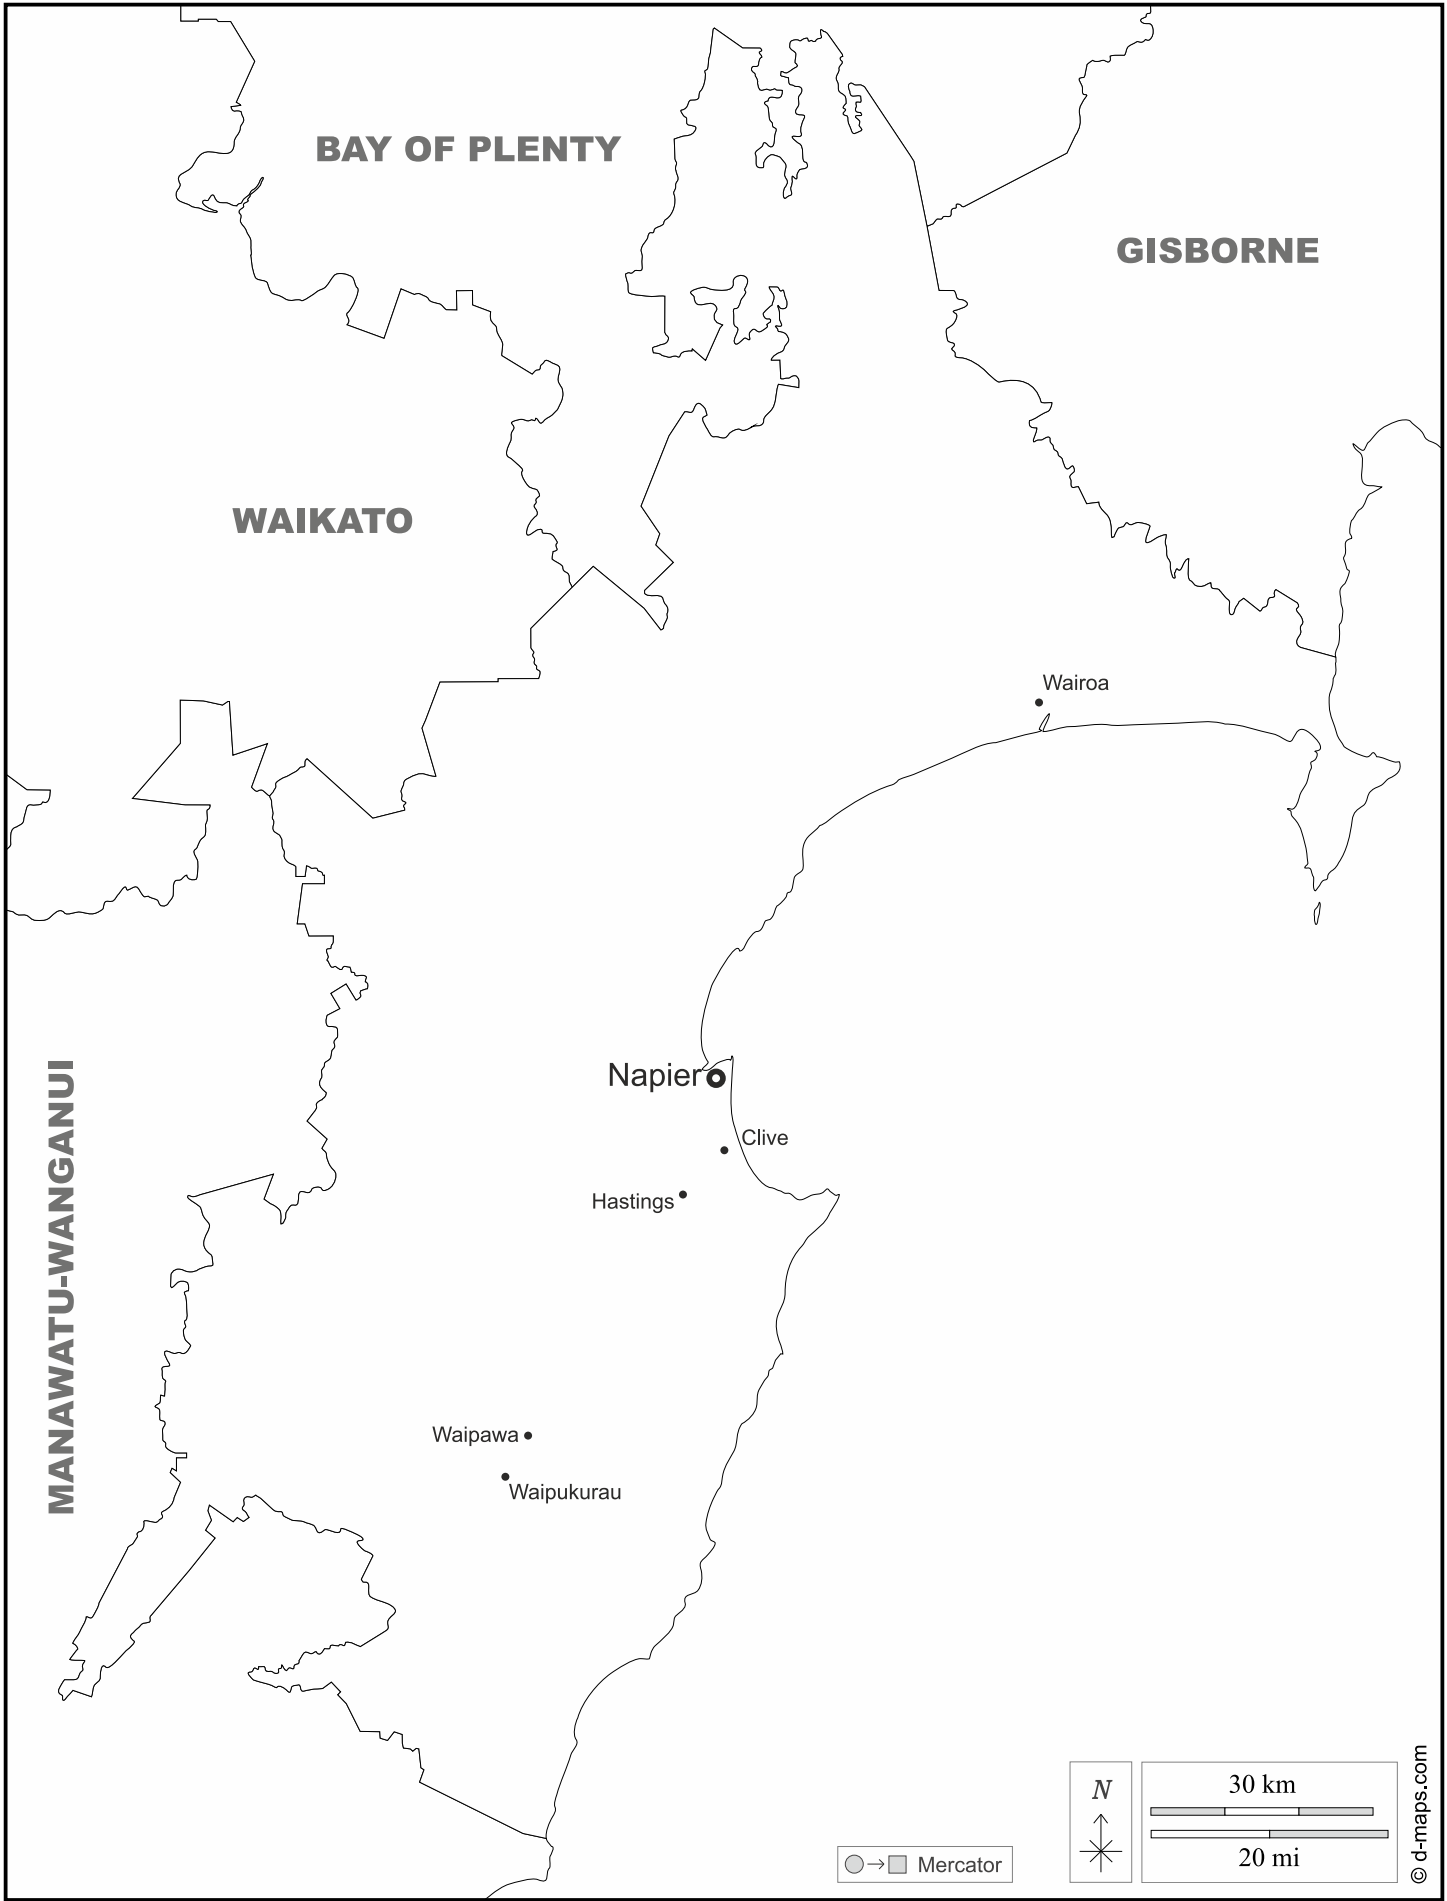 BAY OF PLENTY
GISBORNE
WAIKATO
Wairoa
MANAWATU-WANGANUI
Napier
Clive
Hastings
Waipawa
Waipukurau
N
30 km
20 mi
Mercator
© d-maps.com